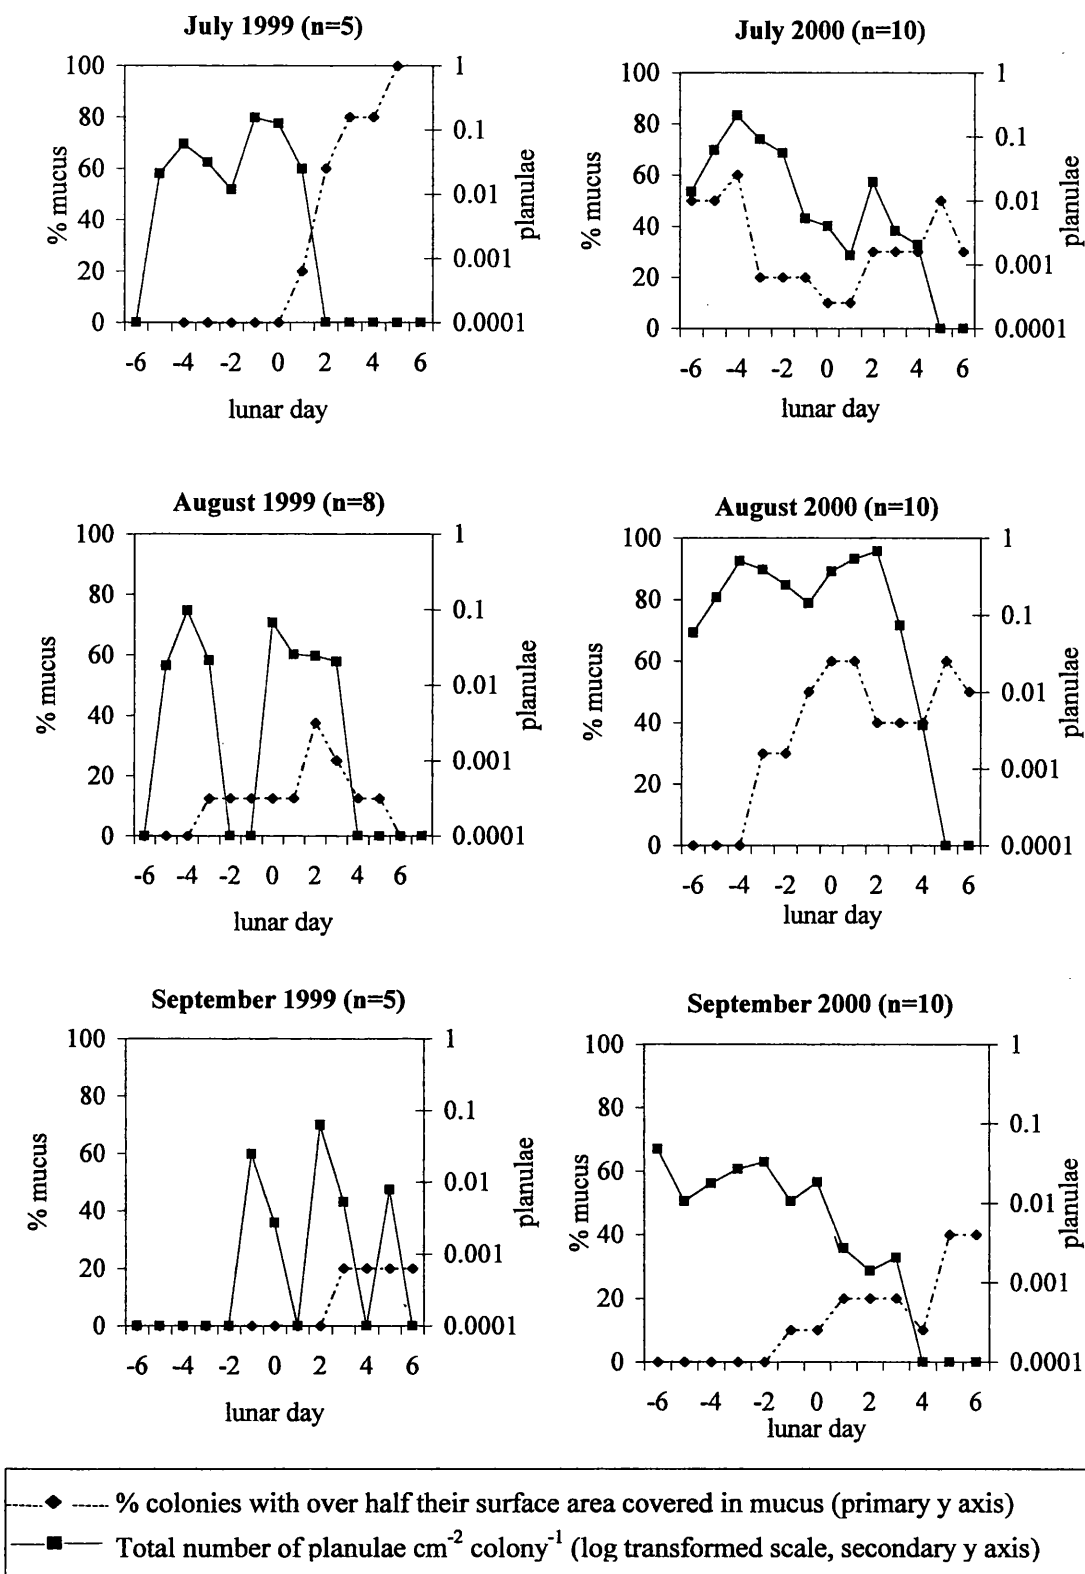 July 1999 (n=5)
100
80
60
40
20
0
% mucus
1
0.1
0.01
0.001
0.0001
planulae
-6 -4 -2 0 2 4 6
lunar day
July 2000 (n=10)
100
80
60
40
20
0
% mucus
1
0.1
0.01
0.001
0.0001
planulae
-6 -4 -2 0 2 4 6
lunar day
August 1999 (n=8)
100
80
60
40
20
0
% mucus
1
0.1
0.01
0.001
0.0001
planulae
-6 -4 -2 0 2 4 6
lunar day
August 2000 (n=10)
100
80
60
40
20
0
% mucus
1
0.1
0.01
0.001
0.0001
planulae
-6 -4 -2 0 2 4 6
lunar day
September 1999 (n=5)
100
80
60
40
20
0
% mucus
1
0.1
0.01
0.001
0.0001
planulae
-6 -4 -2 0 2 4 6
lunar day
September 2000 (n=10)
100
80
60
40
20
0
% mucus
1
0.1
0.01
0.001
0.0001
planulae
-6 -4 -2 0 2 4 6
lunar day
% colonies with over half their surface area covered in mucus (primary y axis)
Total number of planulae cm⁻² colony⁻¹ (log transformed scale, secondary y axis)